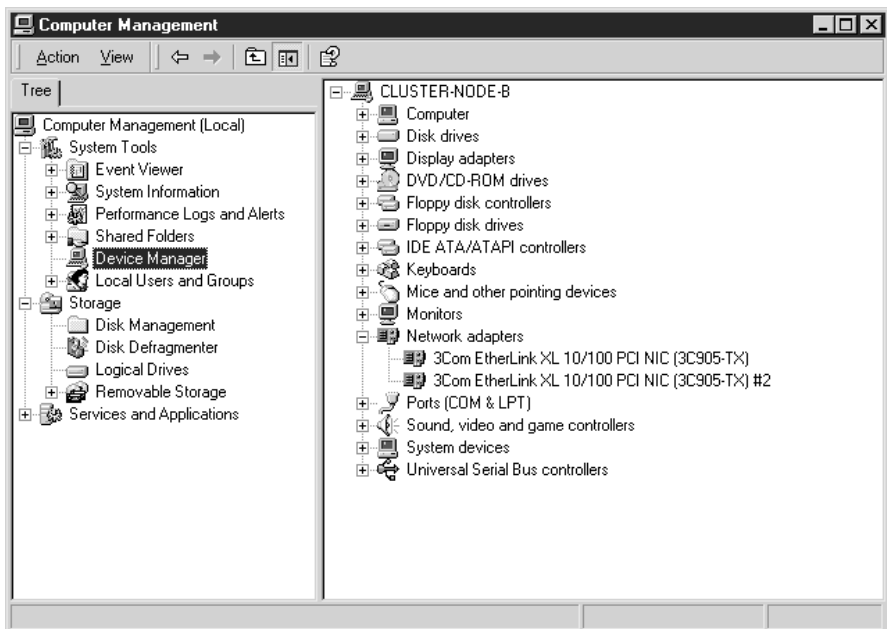 Computer Management
Action View
Tree
Computer Management (Local)
System Tools
Event Viewer
System Information
Performance Logs and Alerts
Shared Folders
Device Manager
Local Users and Groups
Storage
Disk Management
Disk Defragmenter
Logical Drives
Removable Storage
Services and Applications
CLUSTER-NODE-B
Computer
Disk drives
Display adapters
DVD/CD-ROM drives
Floppy disk controllers
Floppy disk drives
IDE ATA/ATAPI controllers
Keyboards
Mice and other pointing devices
Monitors
Network adapters
3Com EtherLink XL 10/100 PCI NIC (3C905-TX)
3Com EtherLink XL 10/100 PCI NIC (3C905-TX) #2
Ports (COM & LPT)
Sound, video and game controllers
System devices
Universal Serial Bus controllers